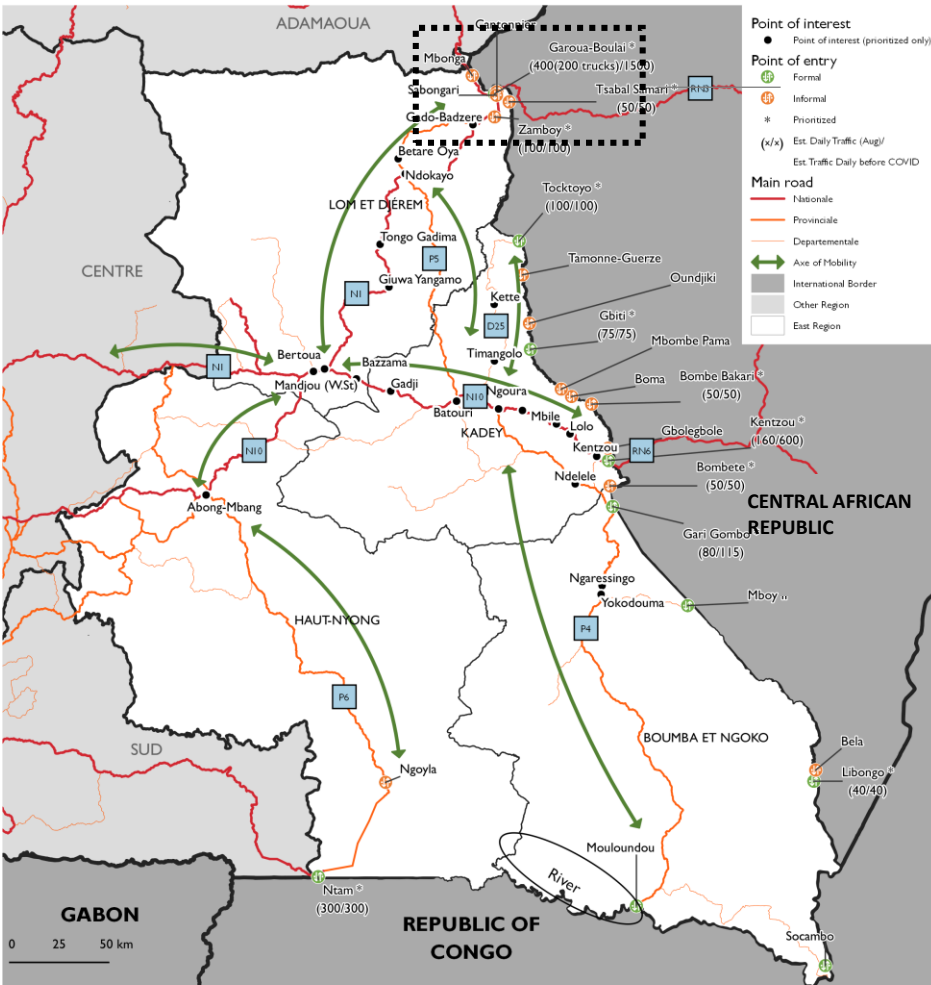 ADAMAOUA
Cantonnier
Garoua-Boulai *
(400(200 trucks)/1500)
Mbonga
Sabongari
Tsabal Samari *
(50/50)
RN3
Gado-Badzere
Zamboy *
(100/100)
Betare Oya
Ndokayo
LOM ET DJÉREM
Tocktoyo *
(100/100)
Tongo Gadima
P5
CENTRE
Tamonne-Guerze
Giuwa Yangamo
N1
Kette
Oundjiki
D25
Gbiti *
(75/75)
Timangolo
Mbombe Pama
Bertoua
Bazzama
N1
Mandjou (W.St)
Gadji
Boma
Bombe Bakari *
(50/50)
N10
Ngoura
Batouri
Mbile
KADEY
Lolo
Gbolegbole
Kentzou *
(160/600)
Kentzou
RN6
N10
Ndelele
Bombete *
(50/50)
Abong-Mbang
CENTRAL AFRICAN
REPUBLIC
Gari Gombo
(80/115)
Ngaressingo
Yokodouma
Mboy
P4
HAUT-NYONG
P6
BOUMBA ET NGOKO
SUD
Ngoyla
Bela
Libongo *
(40/40)
Mouloundou
River
Ntam *
(300/300)
GABON
REPUBLIC OF
CONGO
Socambo
0 25 50 km
Point of interest
Point of interest (prioritized only)
Point of entry
Formal
Informal
* Prioritized
(x/x) Est. Daily Traffic (Aug)/
Est. Traffic Daily before COVID
Main road
Nationale
Provinciale
Departementale
Axe of Mobility
International Border
Other Region
East Region